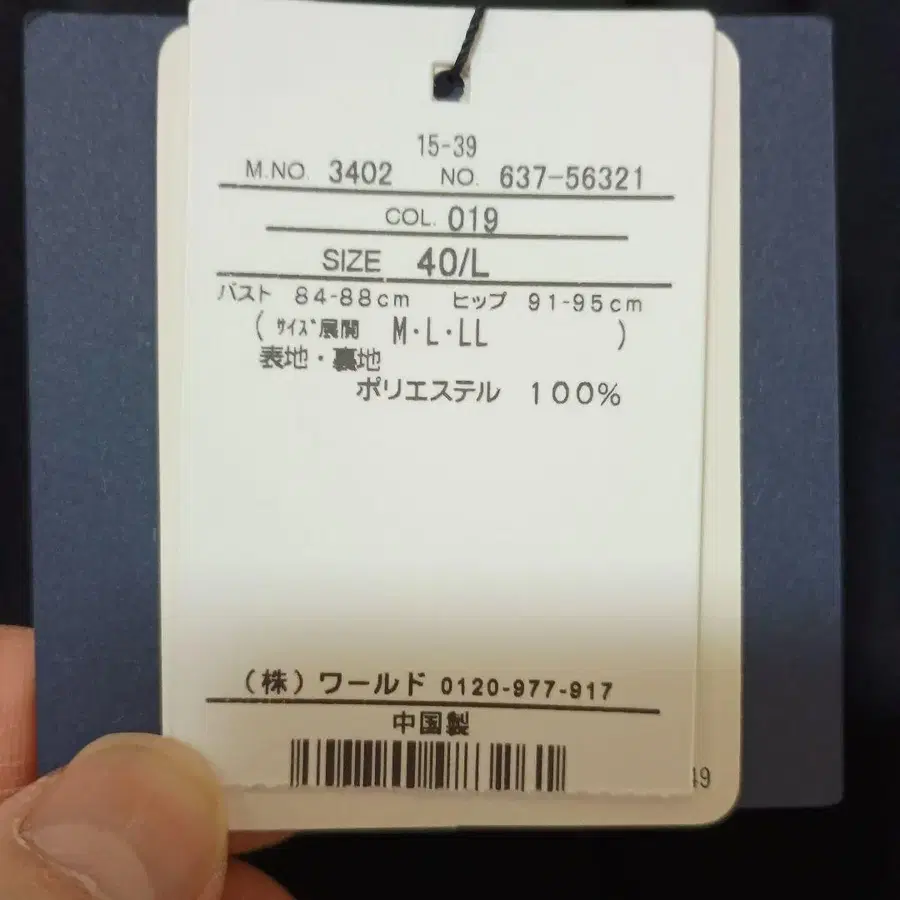 15-39
M.NO. 3402 NO. 637-56321
COL. 019
SIZE 40/L
バスト 84-88cm ヒップ 91-95cm
( サイズ展開 M・L・LL )
表地・裏地
ポリエステル 100%
(株)ワールド 0120-977-917
中国製
49